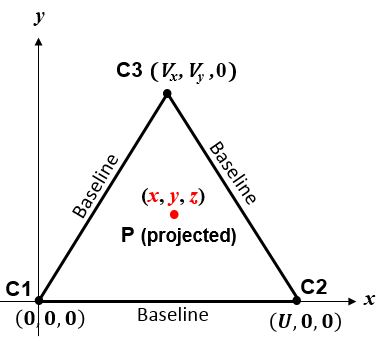 y
C3 (Vx, Vy ,0)
Baseline
Baseline
(x, y, z)
P (projected)
C1
C2
x
(0, 0, 0)
Baseline
(U, 0, 0)